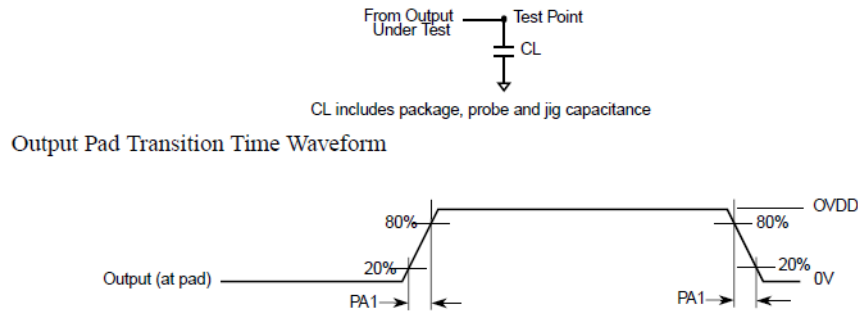 From Output
Under Test
Test Point
CL
CL includes package, probe and jig capacitance
Output Pad Transition Time Waveform
OVDD
80%
80%
20%
20%
Output (at pad)
0V
PA1
PA1